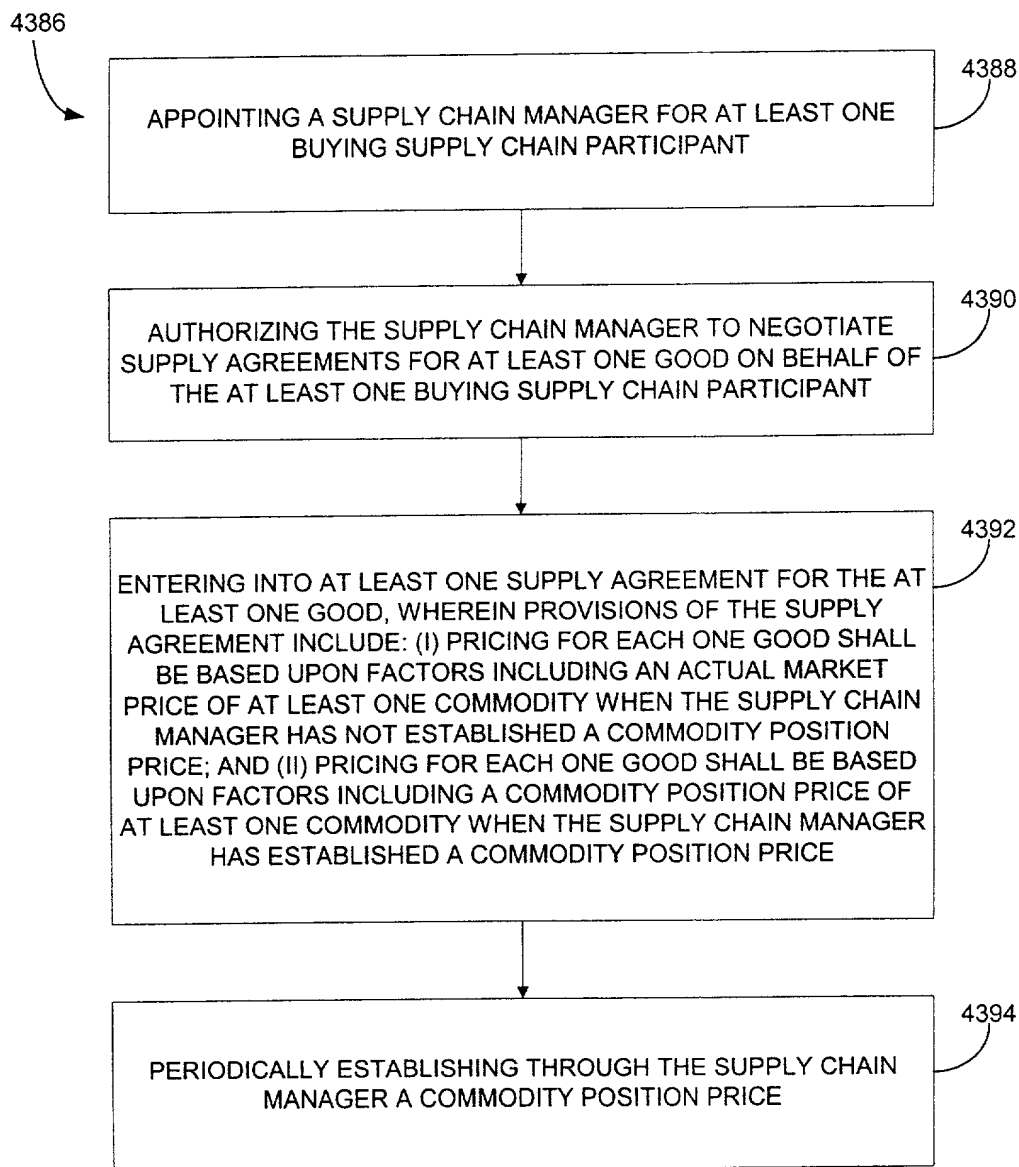 4386
4388
APPOINTING A SUPPLY CHAIN MANAGER FOR AT LEAST ONE
BUYING SUPPLY CHAIN PARTICIPANT
4390
AUTHORIZING THE SUPPLY CHAIN MANAGER TO NEGOTIATE
SUPPLY AGREEMENTS FOR AT LEAST ONE GOOD ON BEHALF OF
THE AT LEAST ONE BUYING SUPPLY CHAIN PARTICIPANT
4392
ENTERING INTO AT LEAST ONE SUPPLY AGREEMENT FOR THE AT
LEAST ONE GOOD, WHEREIN PROVISIONS OF THE SUPPLY
AGREEMENT INCLUDE: (I) PRICING FOR EACH ONE GOOD SHALL
BE BASED UPON FACTORS INCLUDING AN ACTUAL MARKET
PRICE OF AT LEAST ONE COMMODITY WHEN THE SUPPLY CHAIN
MANAGER HAS NOT ESTABLISHED A COMMODITY POSITION
PRICE; AND (II) PRICING FOR EACH ONE GOOD SHALL BE BASED
UPON FACTORS INCLUDING A COMMODITY POSITION PRICE OF
AT LEAST ONE COMMODITY WHEN THE SUPPLY CHAIN MANAGER
HAS ESTABLISHED A COMMODITY POSITION PRICE
4394
PERIODICALLY ESTABLISHING THROUGH THE SUPPLY CHAIN
MANAGER A COMMODITY POSITION PRICE